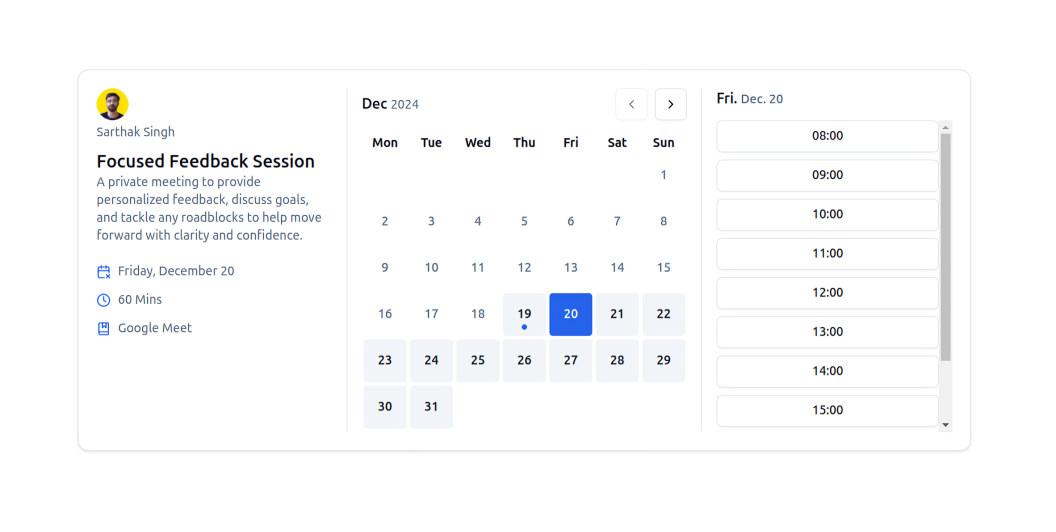 Sarthak Singh
Focused Feedback Session
A private meeting to provide
personalized feedback, discuss goals,
and tackle any roadblocks to help move
forward with clarity and confidence.
Friday, December 20
60 Mins
Google Meet
Dec 2024
Mon Tue Wed Thu Fri Sat Sun
1
2 3 4 5 6 7 8
9 10 11 12 13 14 15
16 17 18 19 20 21 22
23 24 25 26 27 28 29
30 31
Fri. Dec. 20
08:00
09:00
10:00
11:00
12:00
13:00
14:00
15:00